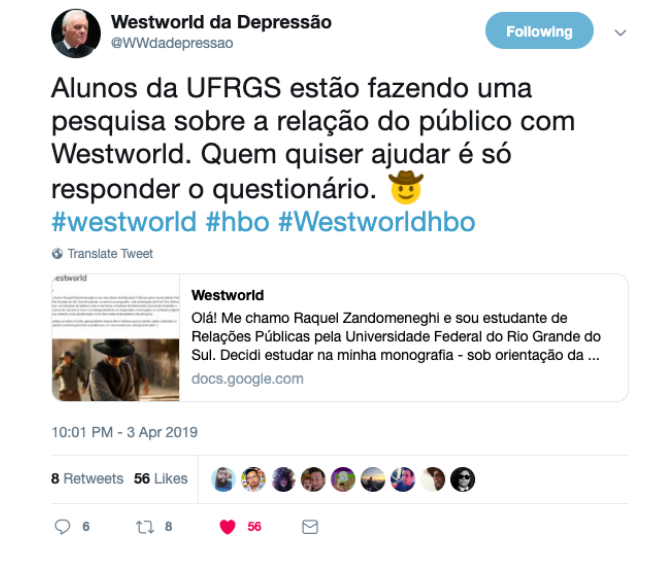 Westworld da Depressão
@WWdadepressao
Following
Alunos da UFRGS estão fazendo uma
pesquisa sobre a relação do público com
Westworld. Quem quiser ajudar é só
responder o questionário. 🤠
#westworld #hbo #Westworldhbo
Translate Tweet
estworld
Westworld
Olá! Me chamo Raquel Zandomeneghi e sou estudante de
Relações Públicas pela Universidade Federal do Rio Grande do
Sul. Decidi estudar na minha monografia - sob orientação da ...
docs.google.com
10:01 PM - 3 Apr 2019
8 Retweets 56 Likes
6 8 56